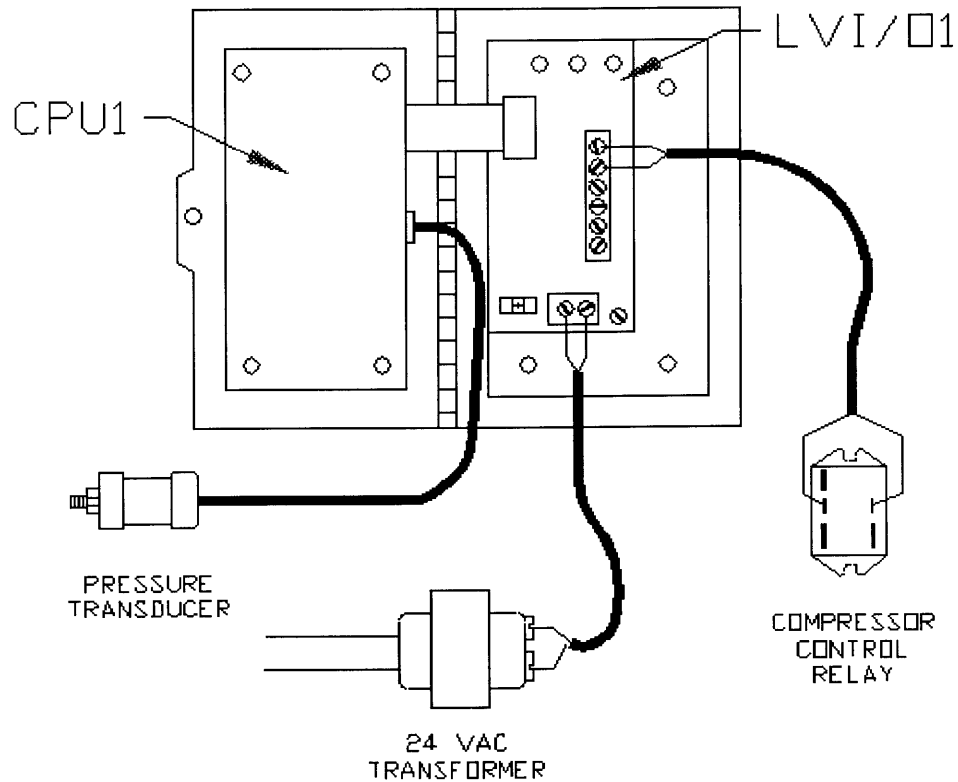 LVI/O1
CPU1
PRESSURE
TRANSDUCER
COMPRESSOR
CONTROL
RELAY
24 VAC
TRANSFORMER